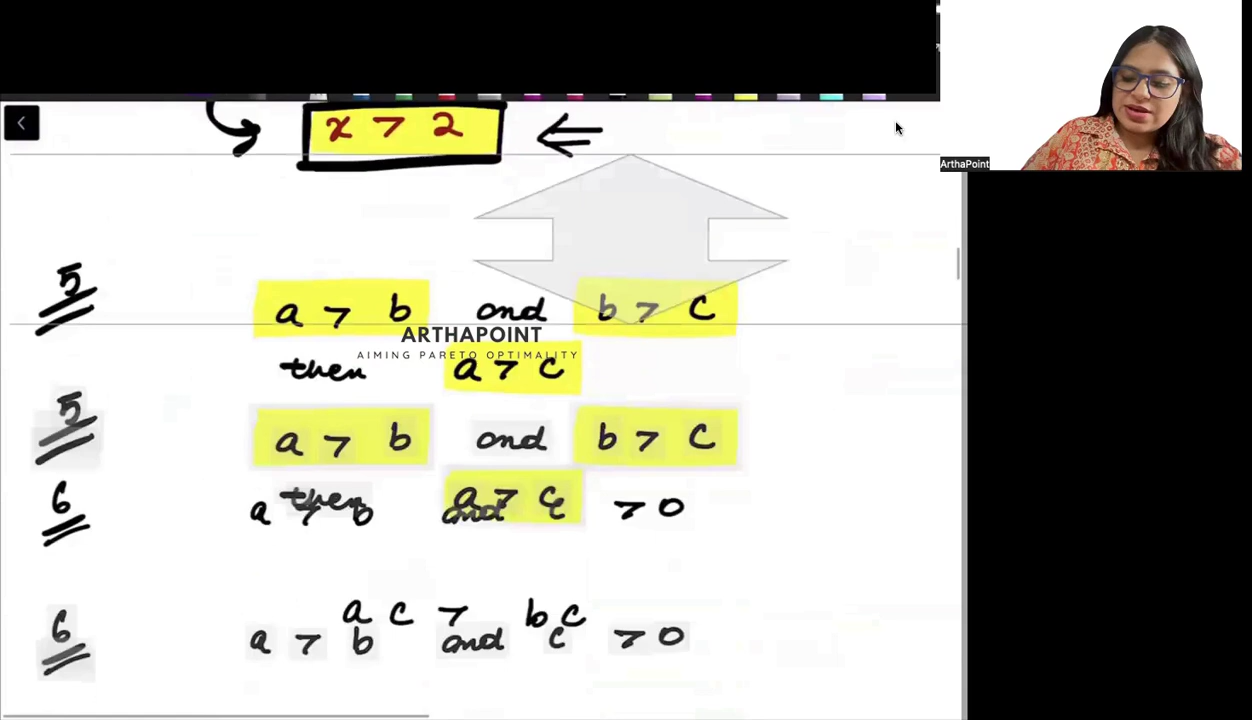 x > 2
ArthaPoint
5 a > b and b > c
ARTHAPOINT
AIMING PARETO OPTIMALITY
then a > c
5 a > b and b > c
then a > c
6 a > b and c > 0
ac > bc
6 a > b and c > 0